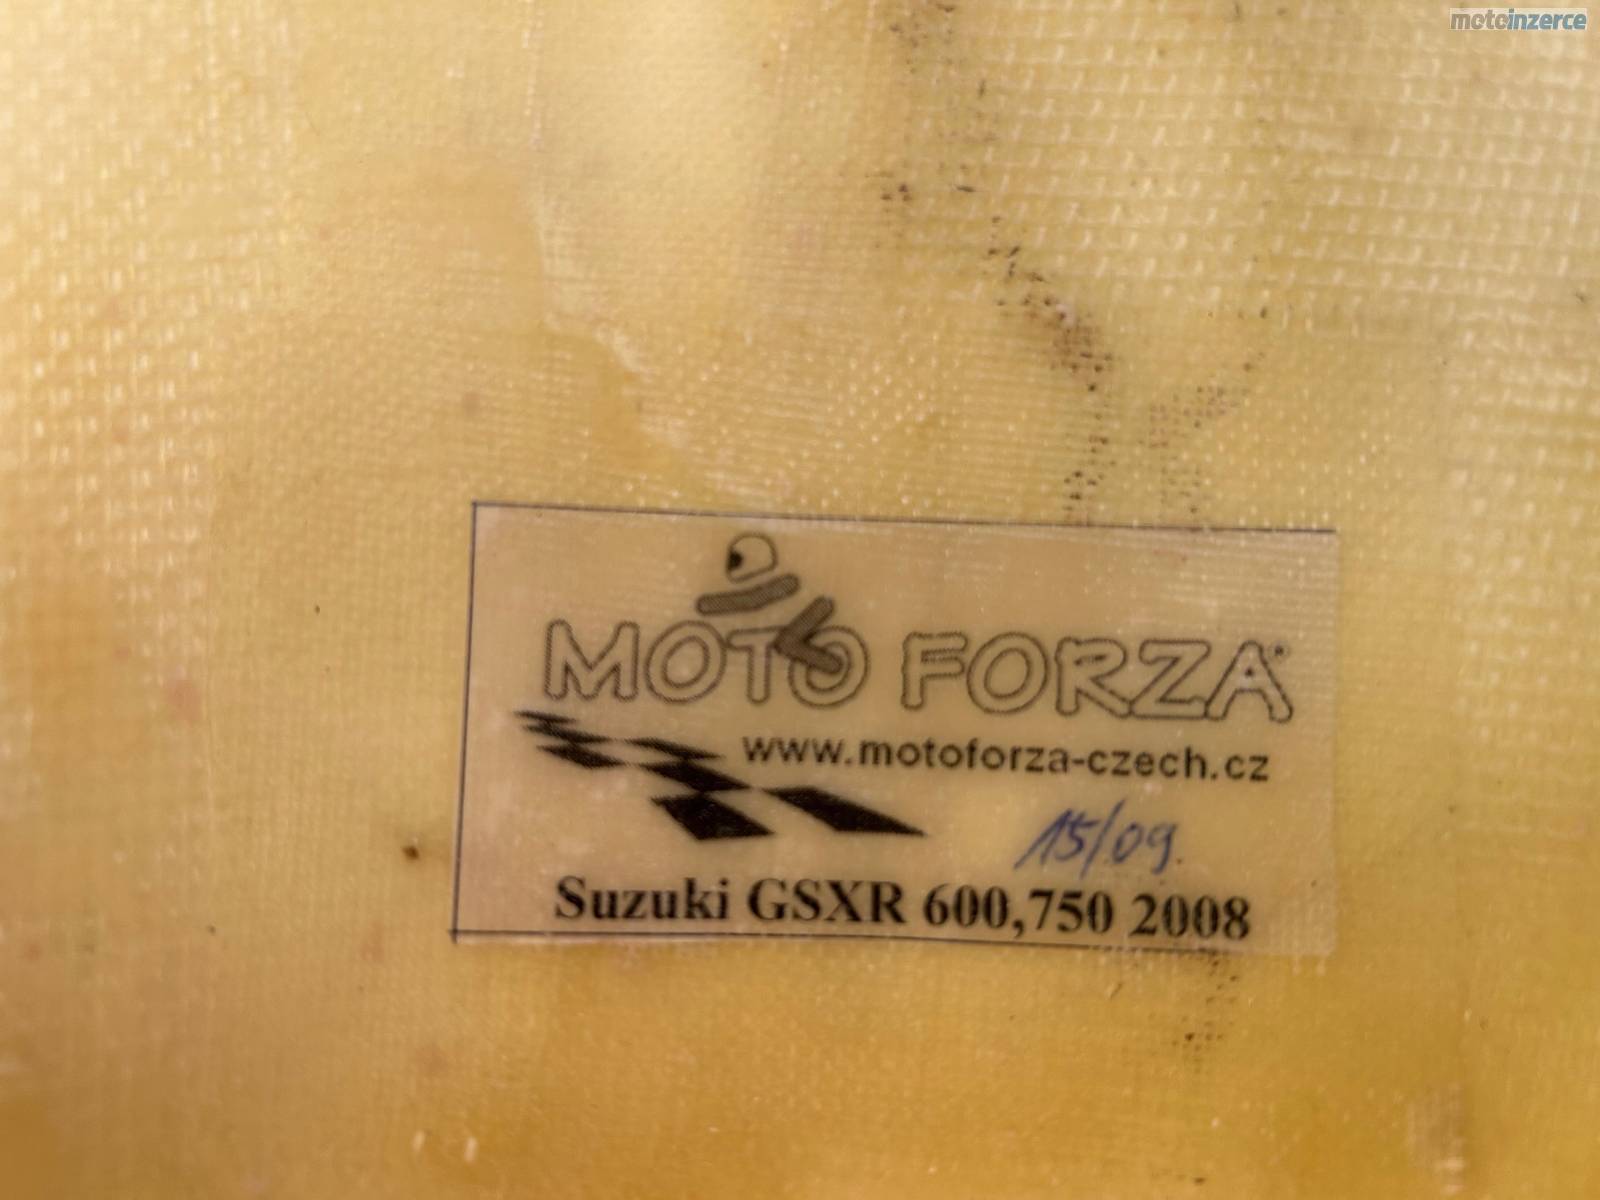 motoinzerce
MOTO FORZA®
www.motoforza-czech.cz
15/09
Suzuki GSXR 600,750 2008